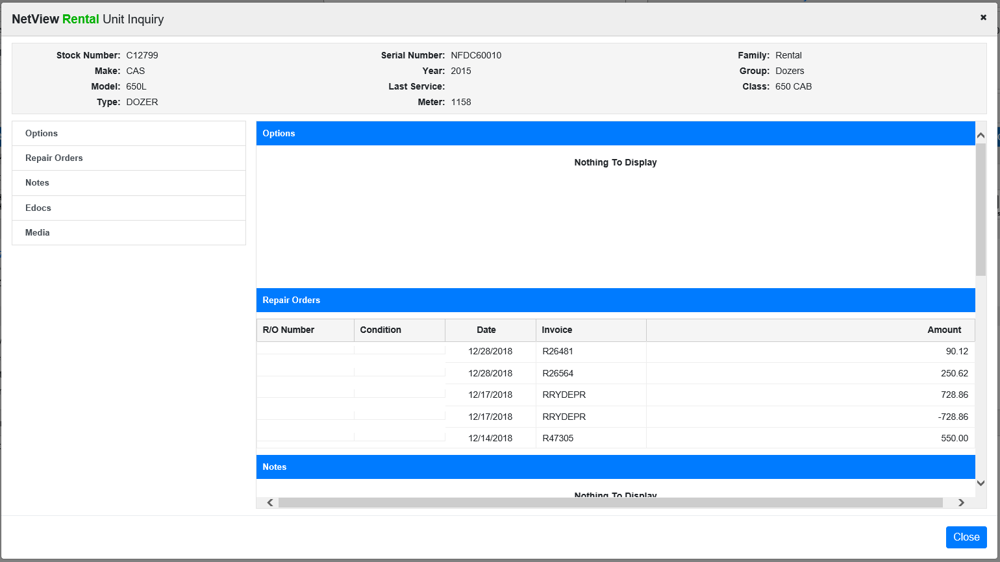 NetView Rental Unit Inquiry
Stock Number: C12799
Make: CAS
Model: 650L
Type: DOZER
Serial Number: NFDC60010
Year: 2015
Last Service:
Meter: 1158
Family: Rental
Group: Dozers
Class: 650 CAB
Options
Repair Orders
Notes
Edocs
Media
Options
Nothing To Display
Repair Orders
R/O Number Condition Date Invoice Amount
12/28/2018 R26481 90.12
12/28/2018 R26564 250.62
12/17/2018 RRYDEPR 728.86
12/17/2018 RRYDEPR -728.86
12/14/2018 R47305 550.00
Notes
Nothing To Display
Close